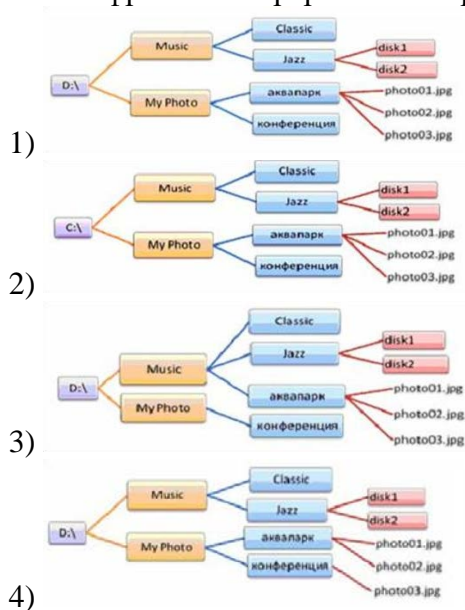 Classic
Music
Jazz
disk1
disk2
D:\
My Photo
аквапарк
photo01.jpg
photo02.jpg
конференция
photo03.jpg
1)
Classic
Music
Jazz
disk1
disk2
C:\
My Photo
аквапарк
photo01.jpg
photo02.jpg
конференция
photo03.jpg
2)
Classic
Music
Jazz
disk1
disk2
D:\
аквапарк
photo01.jpg
My Photo
photo02.jpg
конференция
photo03.jpg
3)
Classic
Music
Jazz
disk1
disk2
D:\
My Photo
аквапарк
photo01.jpg
photo02.jpg
конференция
photo03.jpg
4)